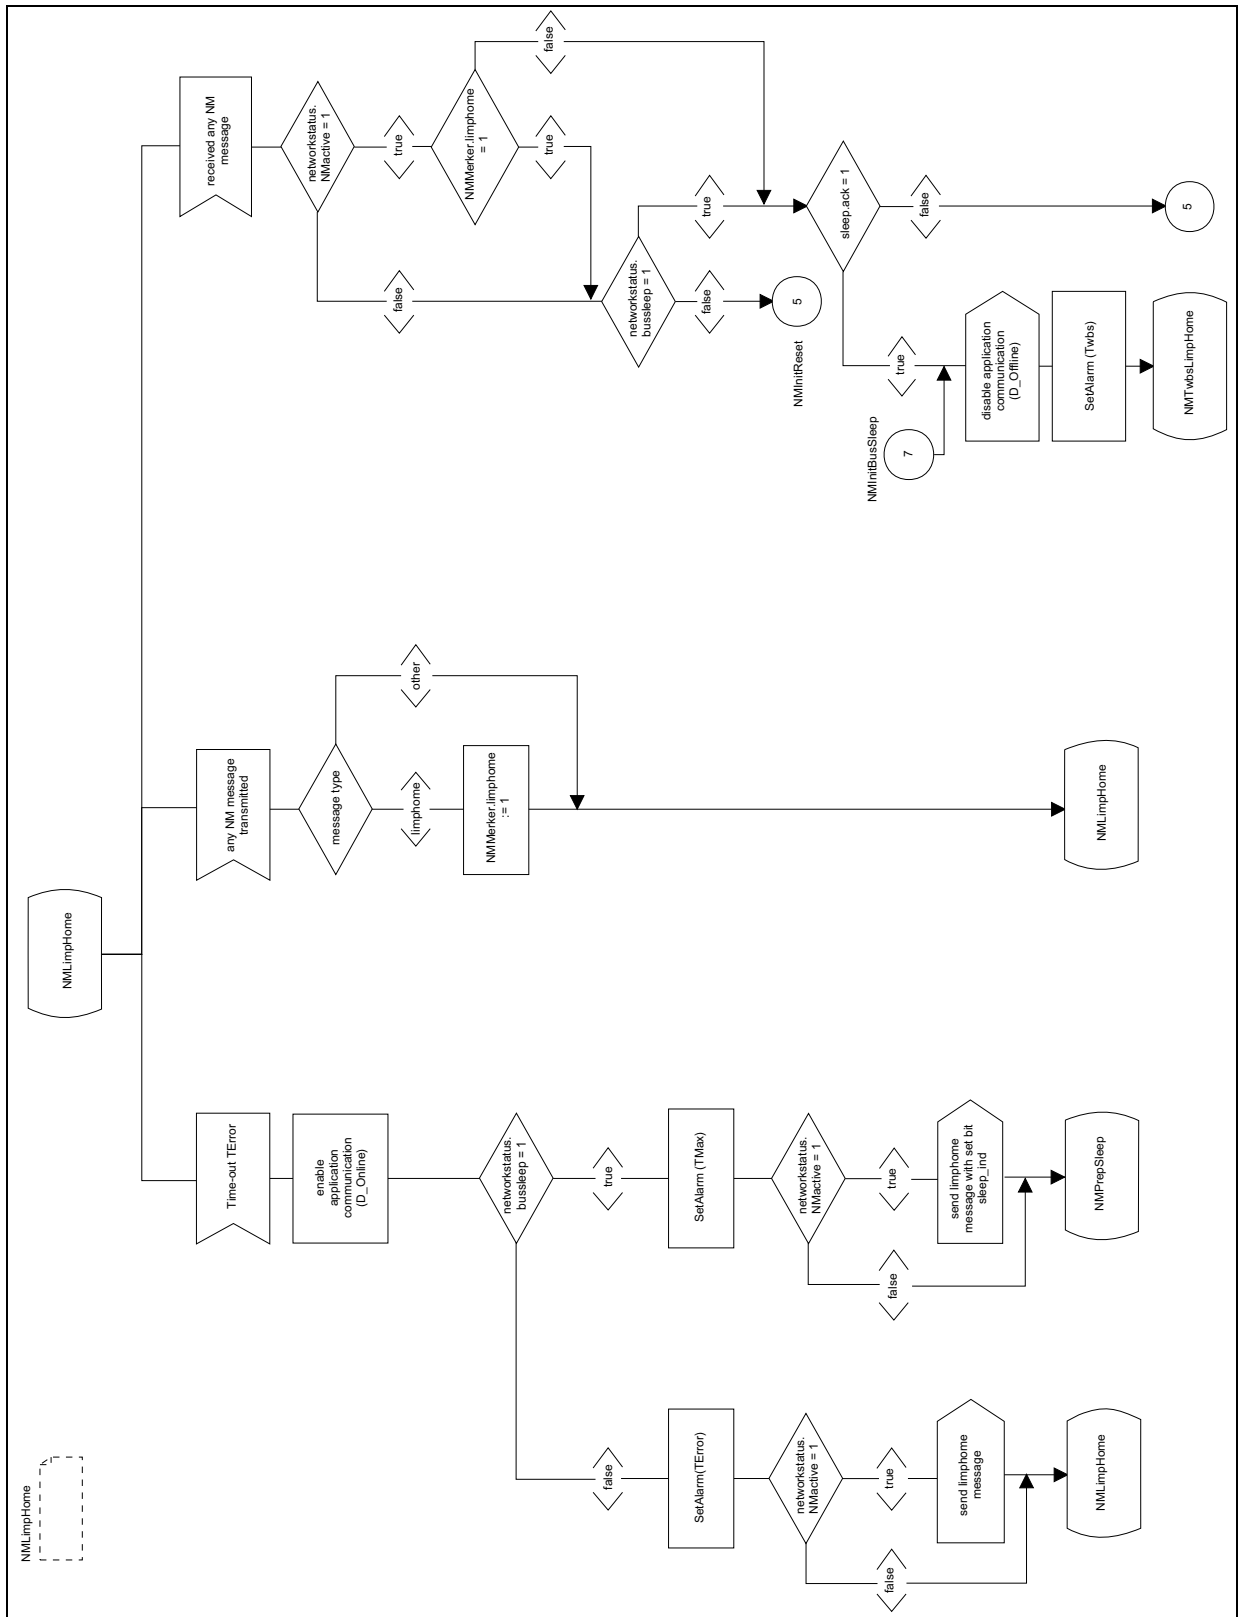 NMLimpHome
NMLimpHome
Time-out TError
enable
application
communication
(D_Online)
networkstatus.
bussleep = 1
false
SetAlarm(TError)
networkstatus.
NMactive = 1
false
true
send limphome
message
NMLimpHome
true
SetAlarm (TMax)
networkstatus.
NMactive = 1
false
true
send limphome
message with set bit
sleep_ind
NMPrepSleep
any NM message
transmitted
message type
limphome
other
NMMerker.limphome
:= 1
NMLimpHome
received any NM
message
networkstatus.
NMactive = 1
false
true
NMMerker.limphome
= 1
true
false
networkstatus.
bussleep = 1
false
true
NMInitReset
5
sleep.ack = 1
true
false
5
NMInitBusSleep
7
disable application
communication
(D_Offline)
SetAlarm (Twbs)
NMTwbsLimpHome